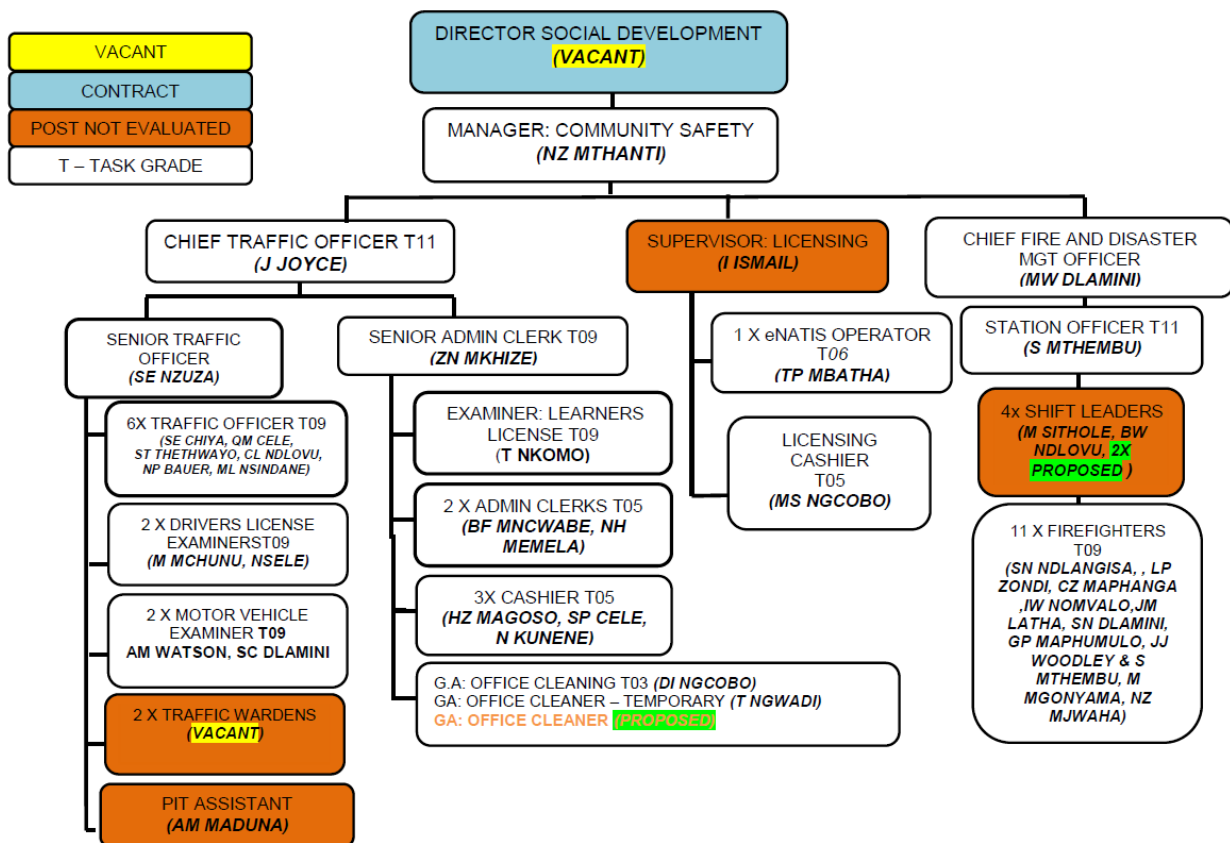 VACANT
CONTRACT
POST NOT EVALUATED
T – TASK GRADE
DIRECTOR SOCIAL DEVELOPMENT
(VACANT)
MANAGER: COMMUNITY SAFETY
(NZ MTHANTI)
CHIEF TRAFFIC OFFICER T11
(J JOYCE)
SENIOR TRAFFIC
OFFICER
(SE NZUZA)
6X TRAFFIC OFFICER T09
(SE CHIYA, QM CELE,
ST THETHWAYO, CL NDLOVU,
NP BAUER, ML NSINDANE)
2 X DRIVERS LICENSE
EXAMINERST09
(M MCHUNU, NSELE)
2 X MOTOR VEHICLE
EXAMINER T09
AM WATSON, SC DLAMINI
2 X TRAFFIC WARDENS
(VACANT)
PIT ASSISTANT
(AM MADUNA)
SENIOR ADMIN CLERK T09
(ZN MKHIZE)
EXAMINER: LEARNERS
LICENSE T09
(T NKOMO)
2 X ADMIN CLERKS T05
(BF MNCWABE, NH
MEMELA)
3X CASHIER T05
(HZ MAGOSO, SP CELE,
N KUNENE)
G.A: OFFICE CLEANING T03 (DI NGCOBO)
GA: OFFICE CLEANER – TEMPORARY (T NGWADI)
GA: OFFICE CLEANER (PROPOSED)
SUPERVISOR: LICENSING
(I ISMAIL)
1 X eNATIS OPERATOR
T06
(TP MBATHA)
LICENSING
CASHIER
T05
(MS NGCOBO)
CHIEF FIRE AND DISASTER
MGT OFFICER
(MW DLAMINI)
STATION OFFICER T11
(S MTHEMBU)
4x SHIFT LEADERS
(M SITHOLE, BW
NDLOVU, 2X
PROPOSED )
11 X FIREFIGHTERS
T09
(SN NDLANGISA, , LP
ZONDI, CZ MAPHANGA
,IW NOMVALO,JM
LATHA, SN DLAMINI,
GP MAPHUMULO, JJ
WOODLEY & S
MTHEMBU, M
MGONYAMA, NZ
MJWAHA)